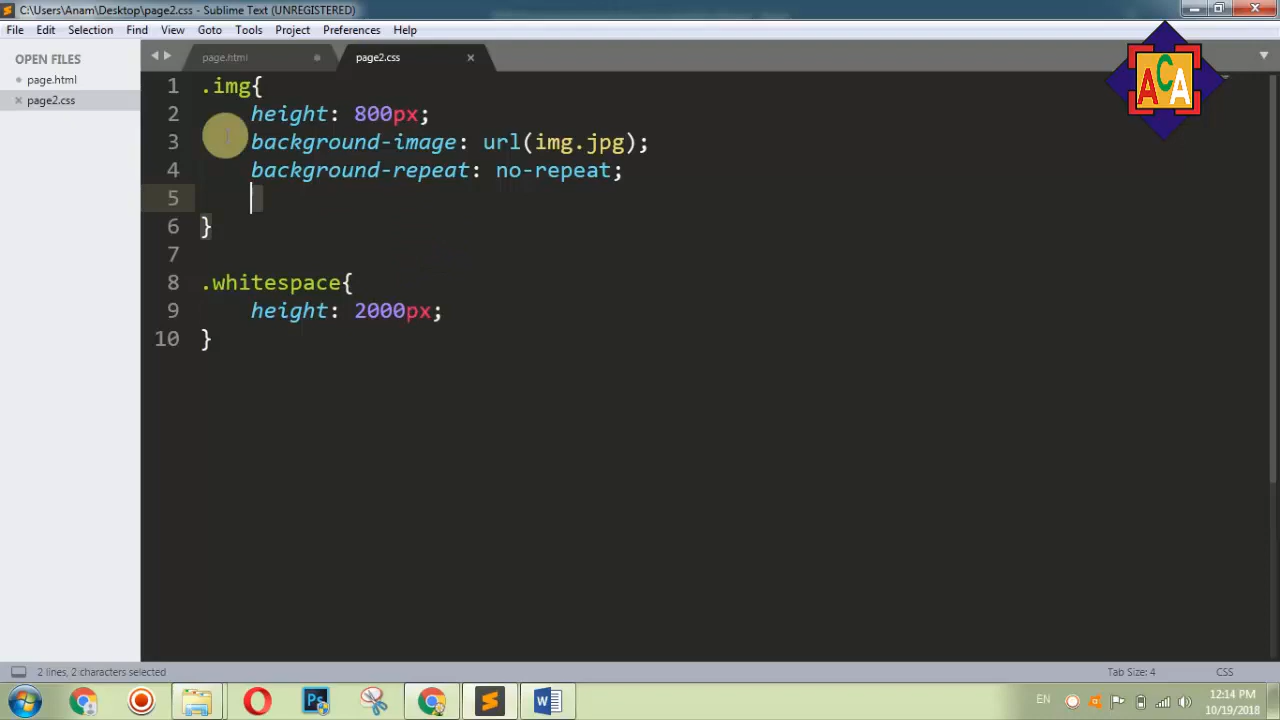 C:\Users\Anam\Desktop\page2.css - Sublime Text (UNREGISTERED)
File Edit Selection Find View Goto Tools Project Preferences Help
OPEN FILES
page.html
page2.css
page.html
page2.css
ACA
1 .img{
2 height: 800px;
3 background-image: url(img.jpg);
4 background-repeat: no-repeat;
5
6 }
7
8 .whitespace{
9 height: 2000px;
10 }
2 lines, 2 characters selected
Tab Size: 4
CSS
Ps
W
EN
12:14 PM
10/19/2018